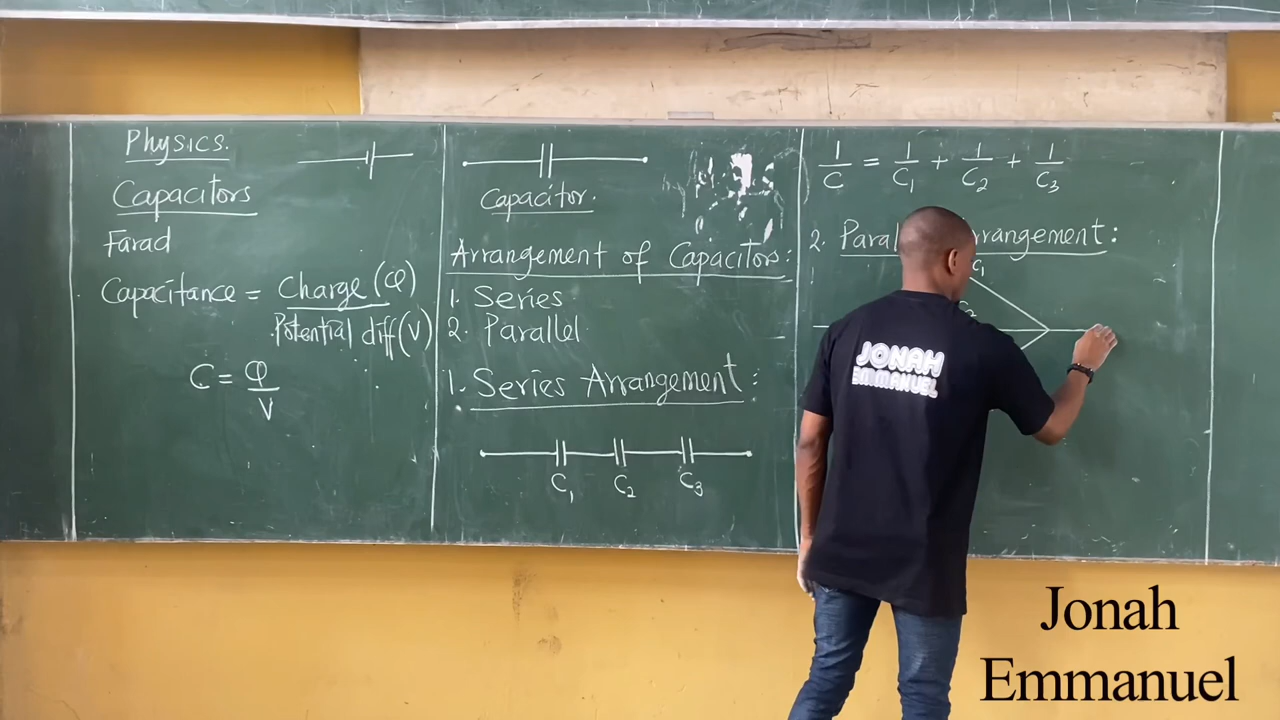 Physics.
Capacitors
Farad
Capacitance = Charge (Q)
Potential diff (V)
C = Q
V
Capacitor.
Arrangement of Capacitors:
1. Series
2. Parallel
1. Series Arrangement:
C1 C2 C3
1/C = 1/C1 + 1/C2 + 1/C3
2. Paral rrangement:
C1
JONAH
EMMANUEL
Jonah
Emmanuel